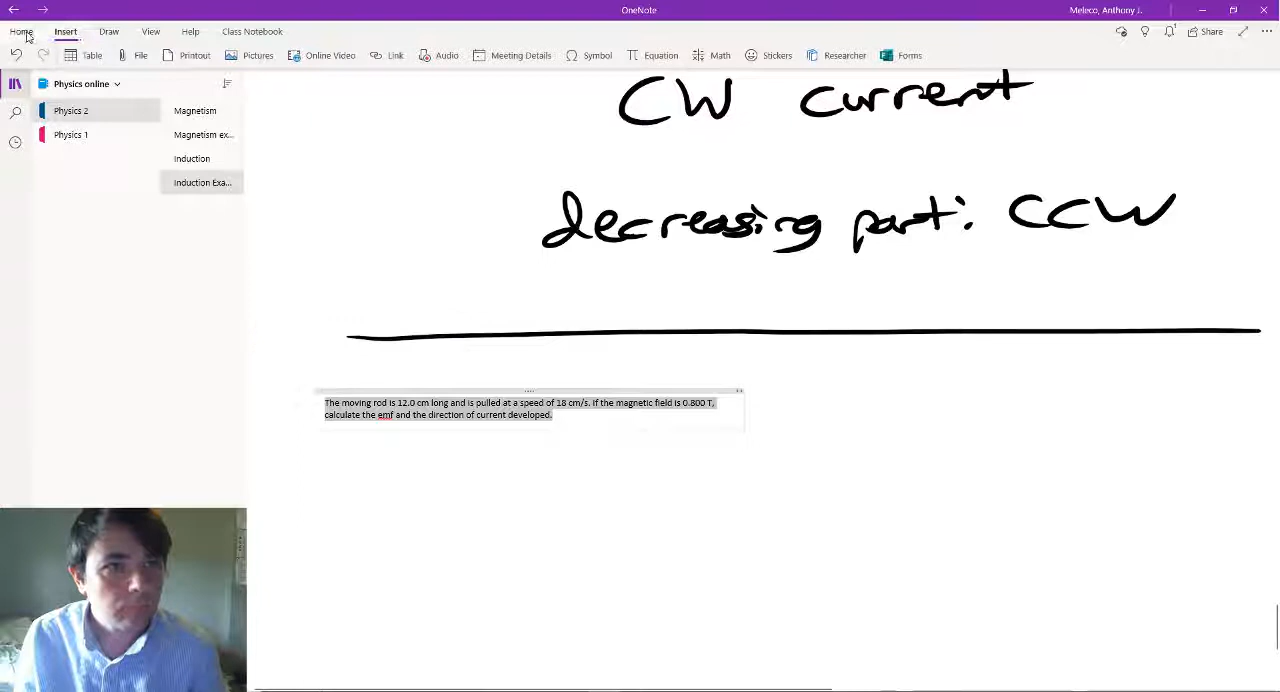 OneNote
Meleco, Anthony J.
Home Insert Draw View Help Class Notebook
Share
Table File Printout Pictures Online Video Link Audio Meeting Details Symbol Equation Math Stickers Researcher Forms
Physics online
Physics 2
Physics 1
Magnetism
Magnetism ex...
Induction
Induction Exa...
CW current
decreasing part: CCW
The moving rod is 12.0 cm long and is pulled at a speed of 18 cm/s. If the magnetic field is 0.800 T,
calculate the emf and the direction of current developed.